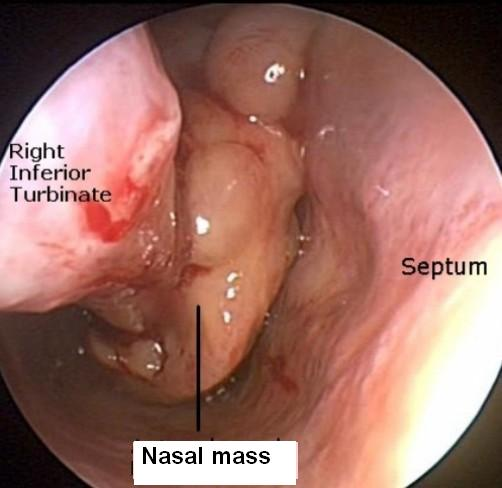 Right
Inferior
Turbinate
Septum
Nasal mass